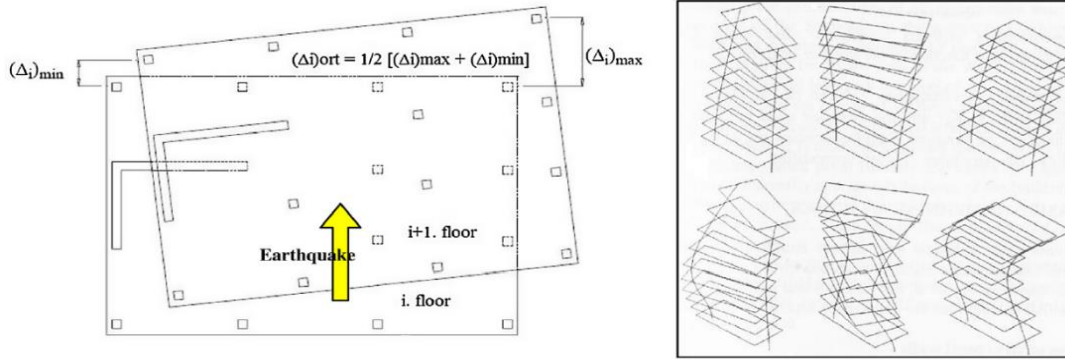 (Δi)min
(Δi)ort = 1/2 [(Δi)max + (Δi)min]
(Δi)max
i+1. floor
Earthquake
i. floor